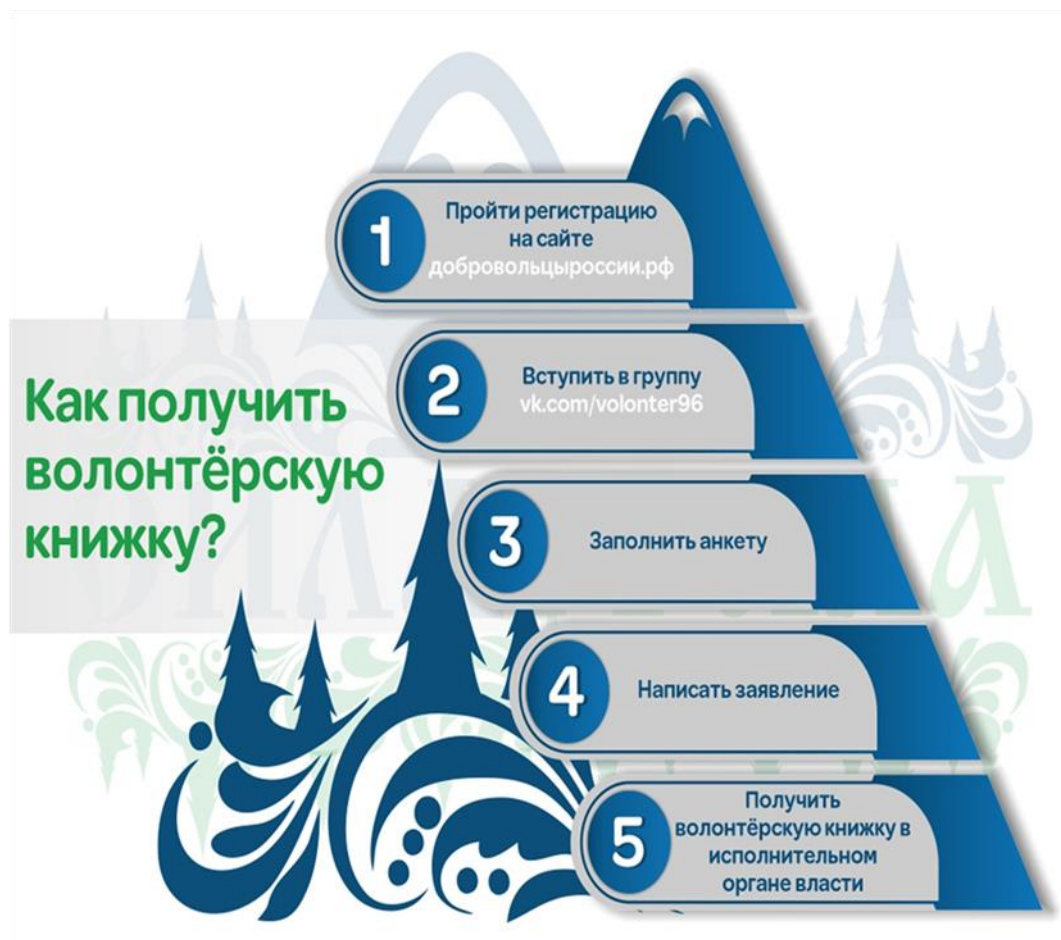 Как получить
волонтёрскую
книжку?
1
Пройти регистрацию
на сайте
добровольцыроссии.рф
2
Вступить в группу
vk.com/volonter96
3
Заполнить анкету
4
Написать заявление
5
Получить
волонтёрскую книжку в
исполнительном
органе власти